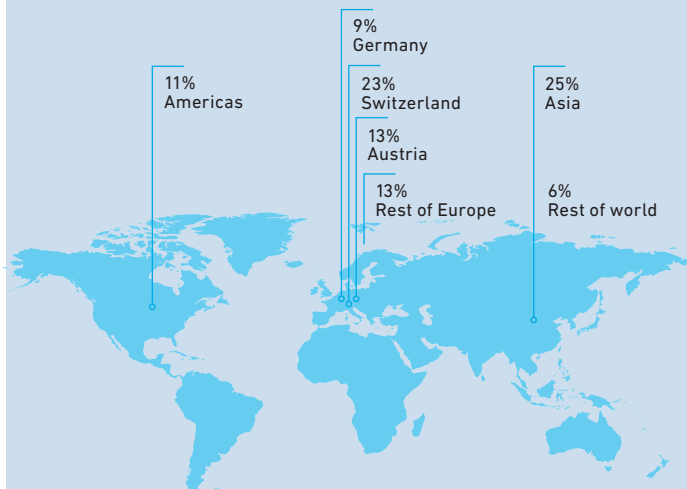 9%
Germany
11%
Americas
23%
Switzerland
25%
Asia
13%
Austria
13%
Rest of Europe
6%
Rest of world